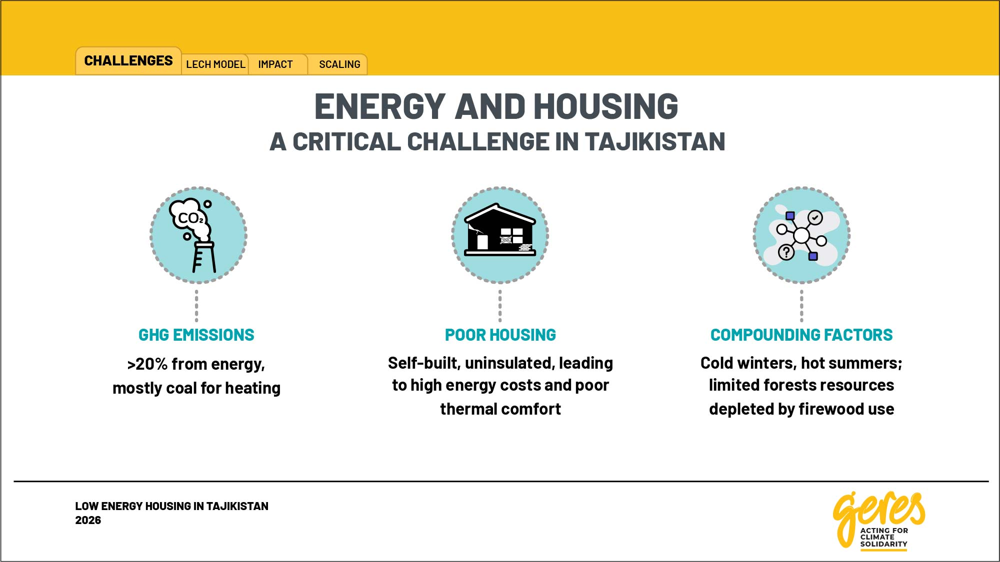 CHALLENGES
LECH MODEL
IMPACT
SCALING
ENERGY AND HOUSING
A CRITICAL CHALLENGE IN TAJIKISTAN
CO₂
?
GHG EMISSIONS
>20% from energy,
mostly coal for heating
POOR HOUSING
Self-built, uninsulated, leading
to high energy costs and poor
thermal comfort
COMPOUNDING FACTORS
Cold winters, hot summers;
limited forests resources
depleted by firewood use
LOW ENERGY HOUSING IN TAJIKISTAN
2026
geres
ACTING FOR
CLIMATE
SOLIDARITY